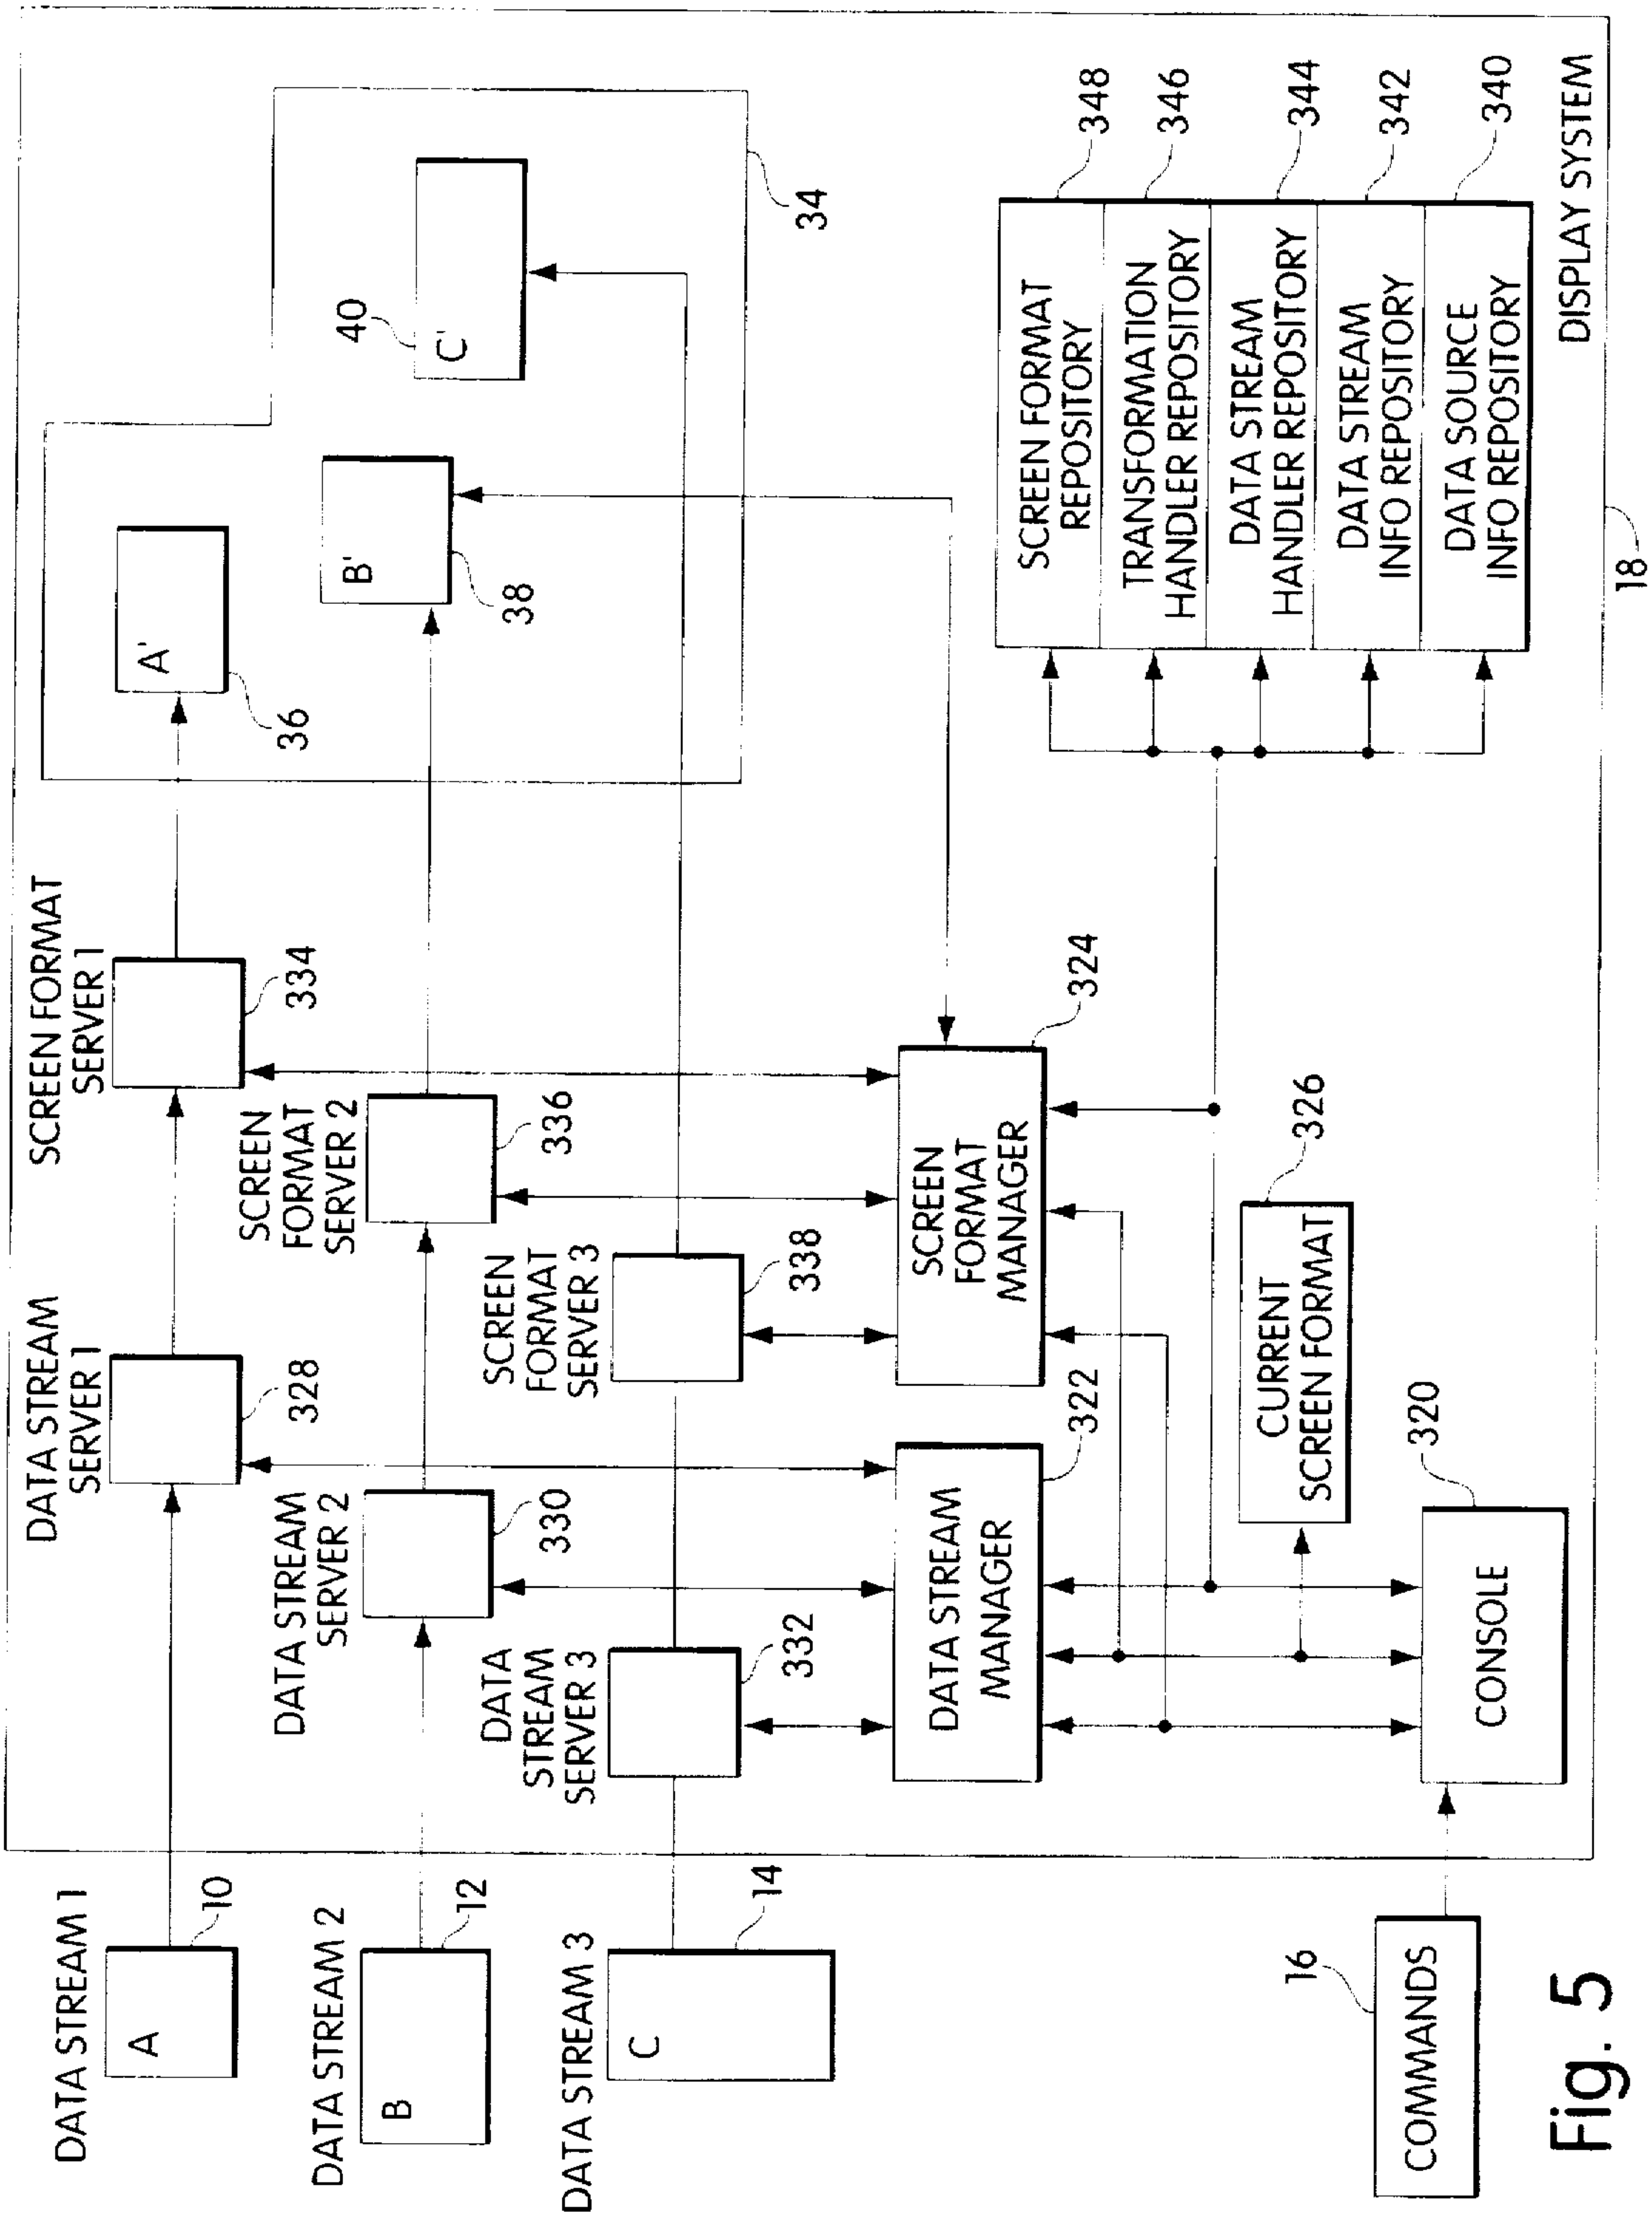 DATA STREAM 1
A
10
DATA STREAM
SERVER 1
328
SCREEN FORMAT
SERVER 1
334
A'
36
DATA STREAM 2
B
12
DATA STREAM
SERVER 2
330
SCREEN
FORMAT
SERVER 2
336
B'
38
DATA STREAM 3
C
14
DATA
STREAM
SERVER 3
332
SCREEN
FORMAT
SERVER 3
338
40
C'
34
DATA STREAM
MANAGER
322
SCREEN
FORMAT
MANAGER
324
CURRENT
SCREEN FORMAT
326
16
COMMANDS
CONSOLE
320
SCREEN FORMAT
REPOSITORY
348
TRANSFORMATION
HANDLER REPOSITORY
346
DATA STREAM
HANDLER REPOSITORY
344
DATA STREAM
INFO REPOSITORY
342
DATA SOURCE
INFO REPOSITORY
340
DISPLAY SYSTEM
18
Fig. 5